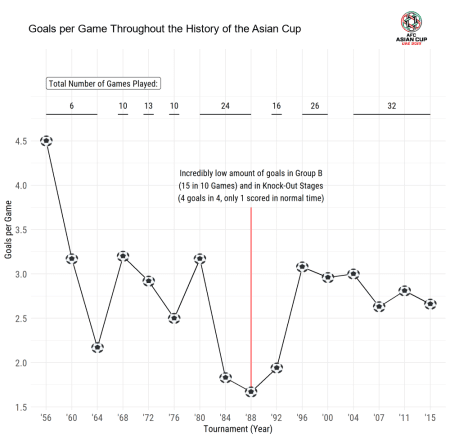 Goals per Game Throughout the History of the Asian Cup
AFC
ASIAN CUP
UAE 2019
Total Number of Games Played:
6 10 13 10 24 16 26 32
Incredibly low amount of goals in Group B
(15 in 10 Games) and in Knock-Out Stages
(4 goals in 4, only 1 scored in normal time)
Goals per Game
4.5
4.0
3.5
3.0
2.5
2.0
1.5
'56 '60 '64 '68 '72 '76 '80 '84 '88 '92 '96 '00 '04 '07 '11 '15
Tournament (Year)